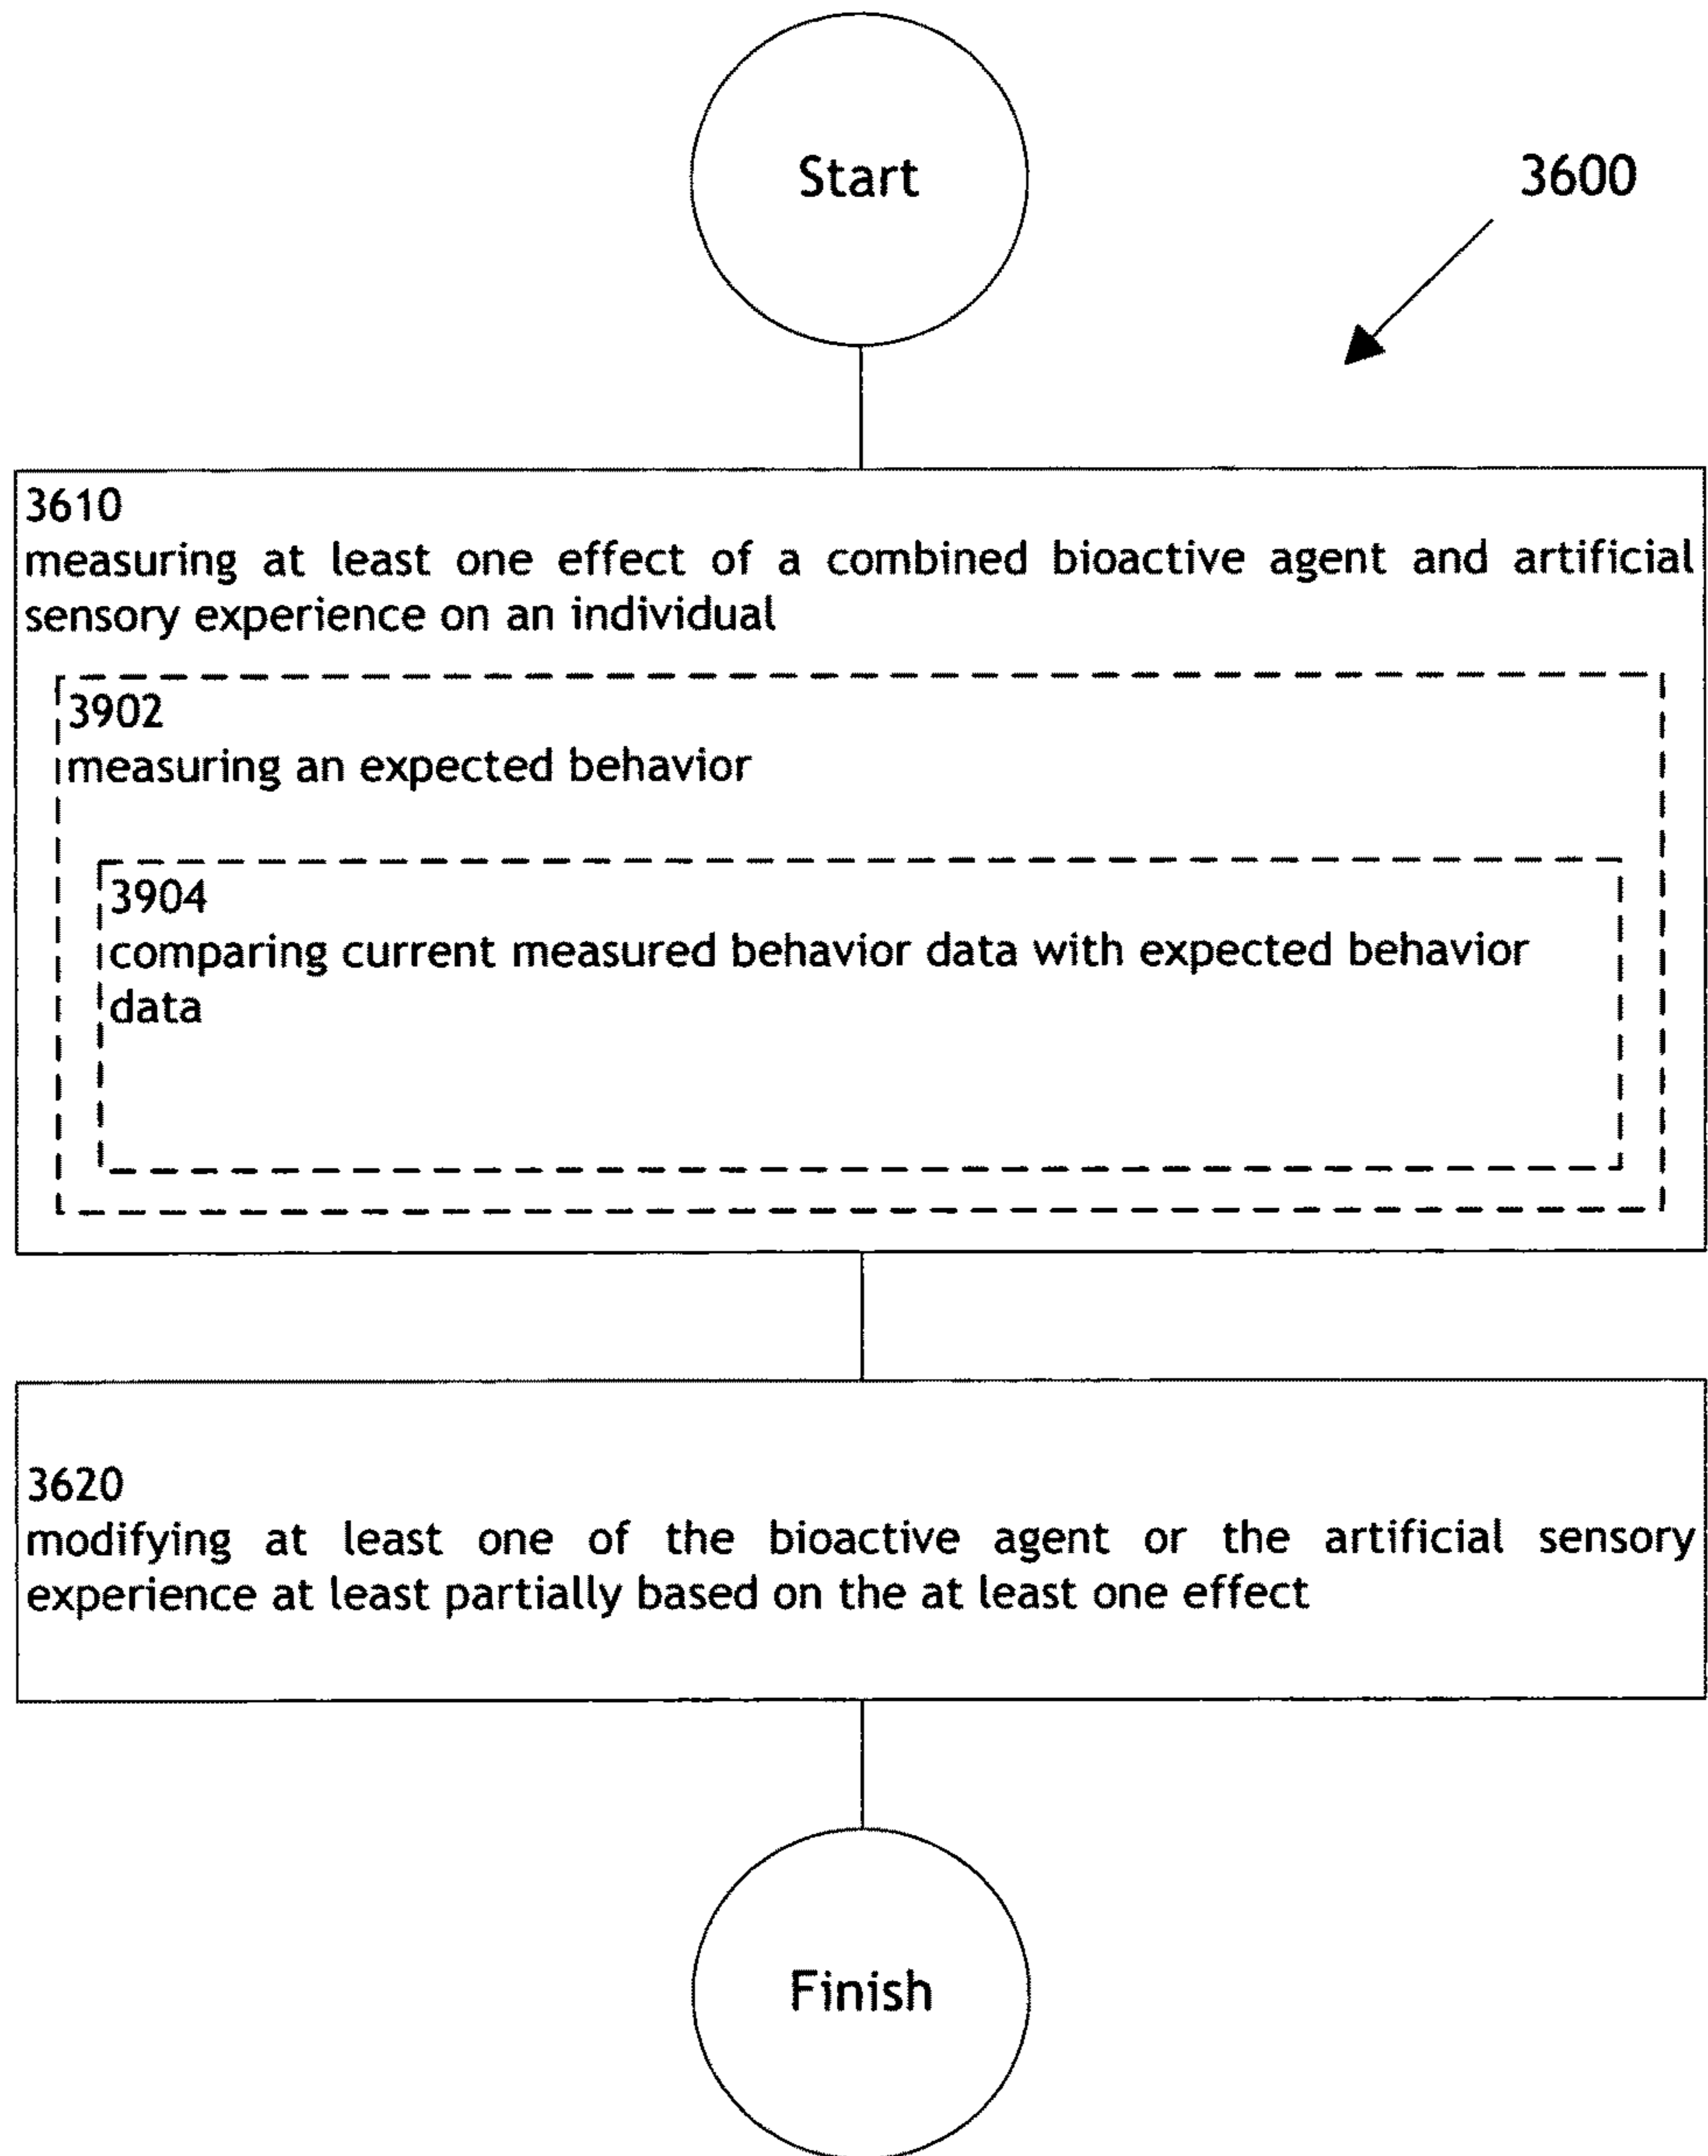 Start
3600
3610
measuring at least one effect of a combined bioactive agent and artificial
sensory experience on an individual
3902
measuring an expected behavior
3904
comparing current measured behavior data with expected behavior
data
3620
modifying at least one of the bioactive agent or the artificial sensory
experience at least partially based on the at least one effect
Finish